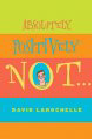 ABSOLUTELY,
POSITIVELY
NOT...
DAVID LAROCHELLE